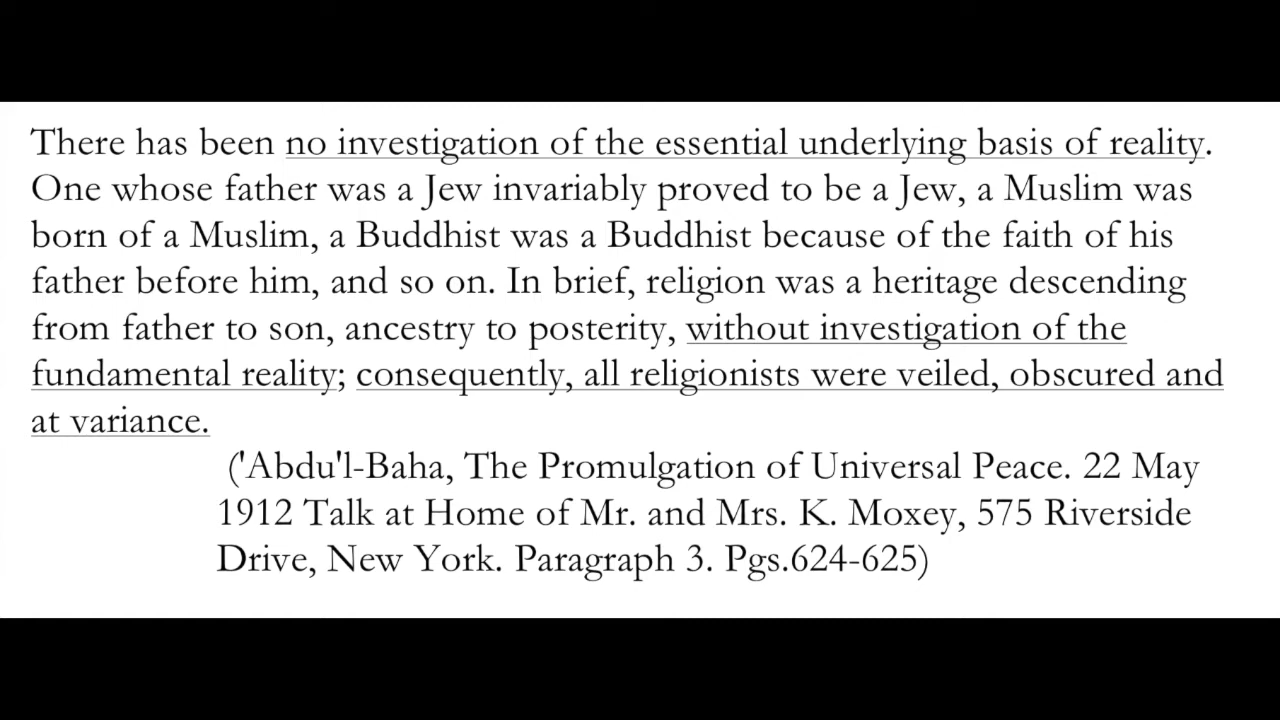 There has been no investigation of the essential underlying basis of reality.
One whose father was a Jew invariably proved to be a Jew, a Muslim was
born of a Muslim, a Buddhist was a Buddhist because of the faith of his
father before him, and so on. In brief, religion was a heritage descending
from father to son, ancestry to posterity, without investigation of the
fundamental reality; consequently, all religionists were veiled, obscured and
at variance.
('Abdu'l-Baha, The Promulgation of Universal Peace. 22 May
1912 Talk at Home of Mr. and Mrs. K. Moxey, 575 Riverside
Drive, New York. Paragraph 3. Pgs.624-625)